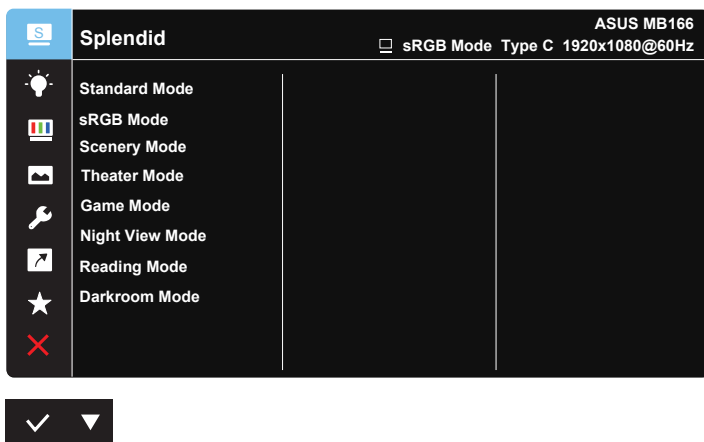 S
Splendid
ASUS MB166
sRGB Mode Type C 1920x1080@60Hz
Standard Mode
sRGB Mode
Scenery Mode
Theater Mode
Game Mode
Night View Mode
Reading Mode
Darkroom Mode